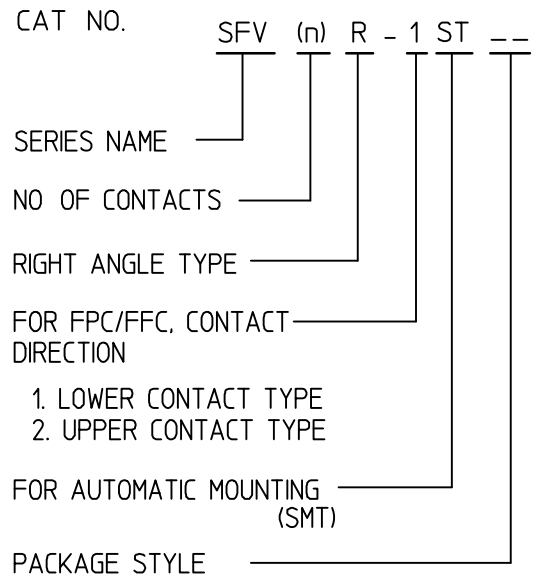 CAT NO.
SFV (n) R - 1 ST _ _
SERIES NAME
NO OF CONTACTS
RIGHT ANGLE TYPE
FOR FPC/FFC, CONTACT
DIRECTION
1. LOWER CONTACT TYPE
2. UPPER CONTACT TYPE
FOR AUTOMATIC MOUNTING
(SMT)
PACKAGE STYLE